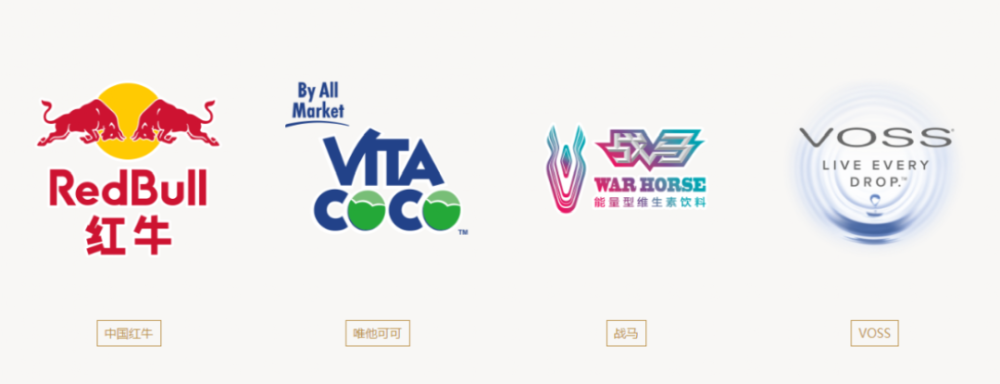 RedBull
红牛
By All
Market
VITA
COCO
TM
战马
WAR HORSE
能量型维生素饮料
VOSS®
LIVE EVERY
DROP.™
中国红牛
唯他可可
战马
VOSS